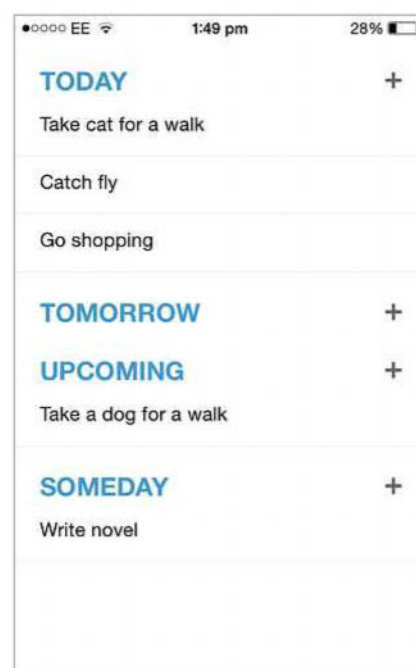 EE 1:49 pm 28%
TODAY +
Take cat for a walk
Catch fly
Go shopping
TOMORROW +
UPCOMING +
Take a dog for a walk
SOMEDAY +
Write novel